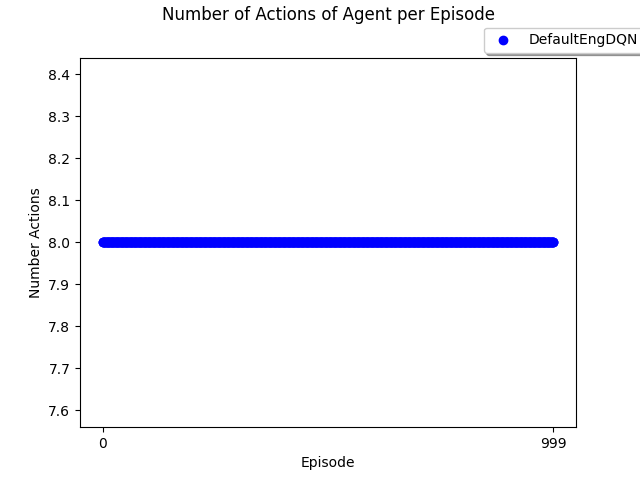 Number of Actions of Agent per Episode
DefaultEngDQN
8.4
8.3
8.2
8.1
8.0
7.9
7.8
7.7
7.6
Number Actions
0
999
Episode